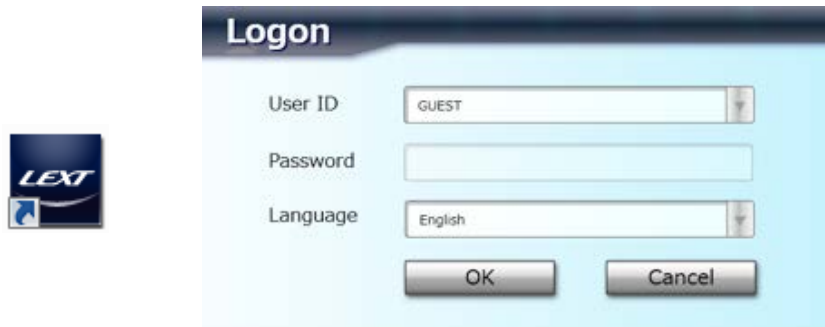 Logon
User ID
GUEST
Password
LEXT
Language
English
OK
Cancel